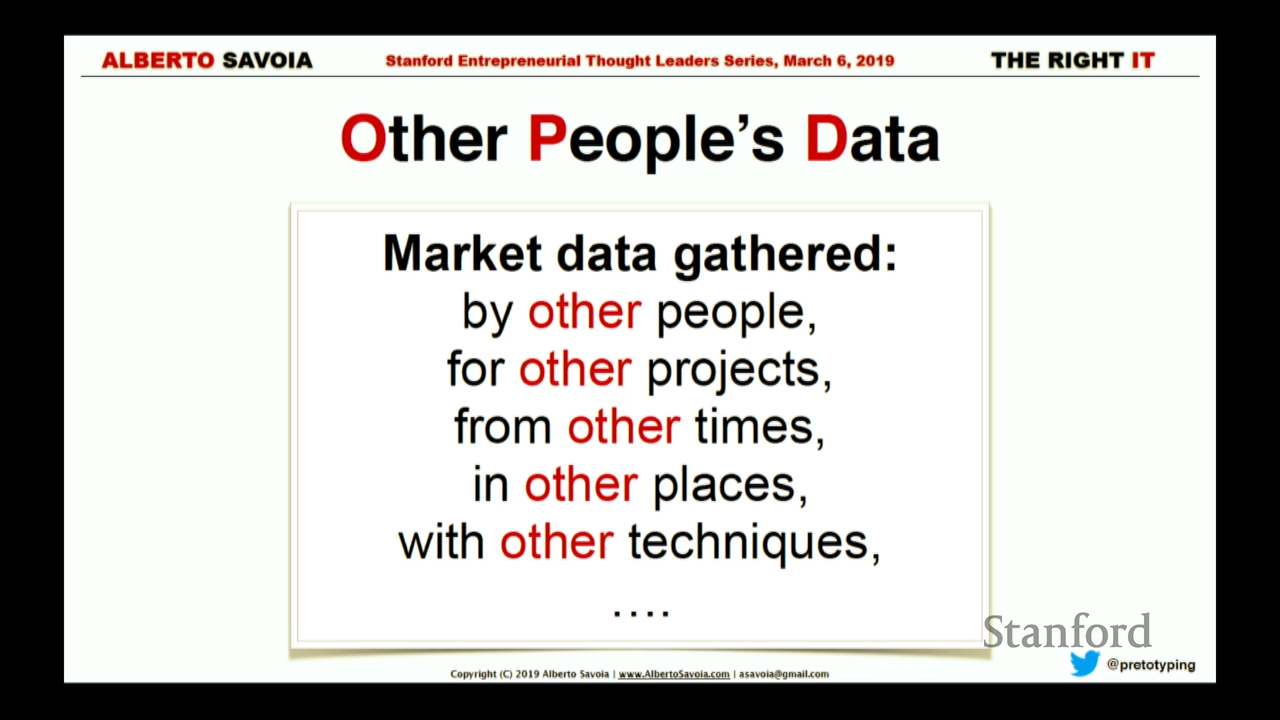 ALBERTO SAVOIA
Stanford Entrepreneurial Thought Leaders Series, March 6, 2019
THE RIGHT IT
Other People's Data
Market data gathered:
by other people,
for other projects,
from other times,
in other places,
with other techniques,
....
Stanford
@pretotyping
Copyright (C) 2019 Alberto Savoia | www.AlbertoSavoia.com | asavoia@gmail.com